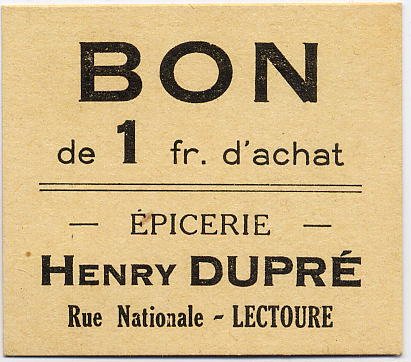 BON
de 1 fr. d'achat
— ÉPICERIE —
HENRY DUPRÉ
Rue Nationale - LECTOURE